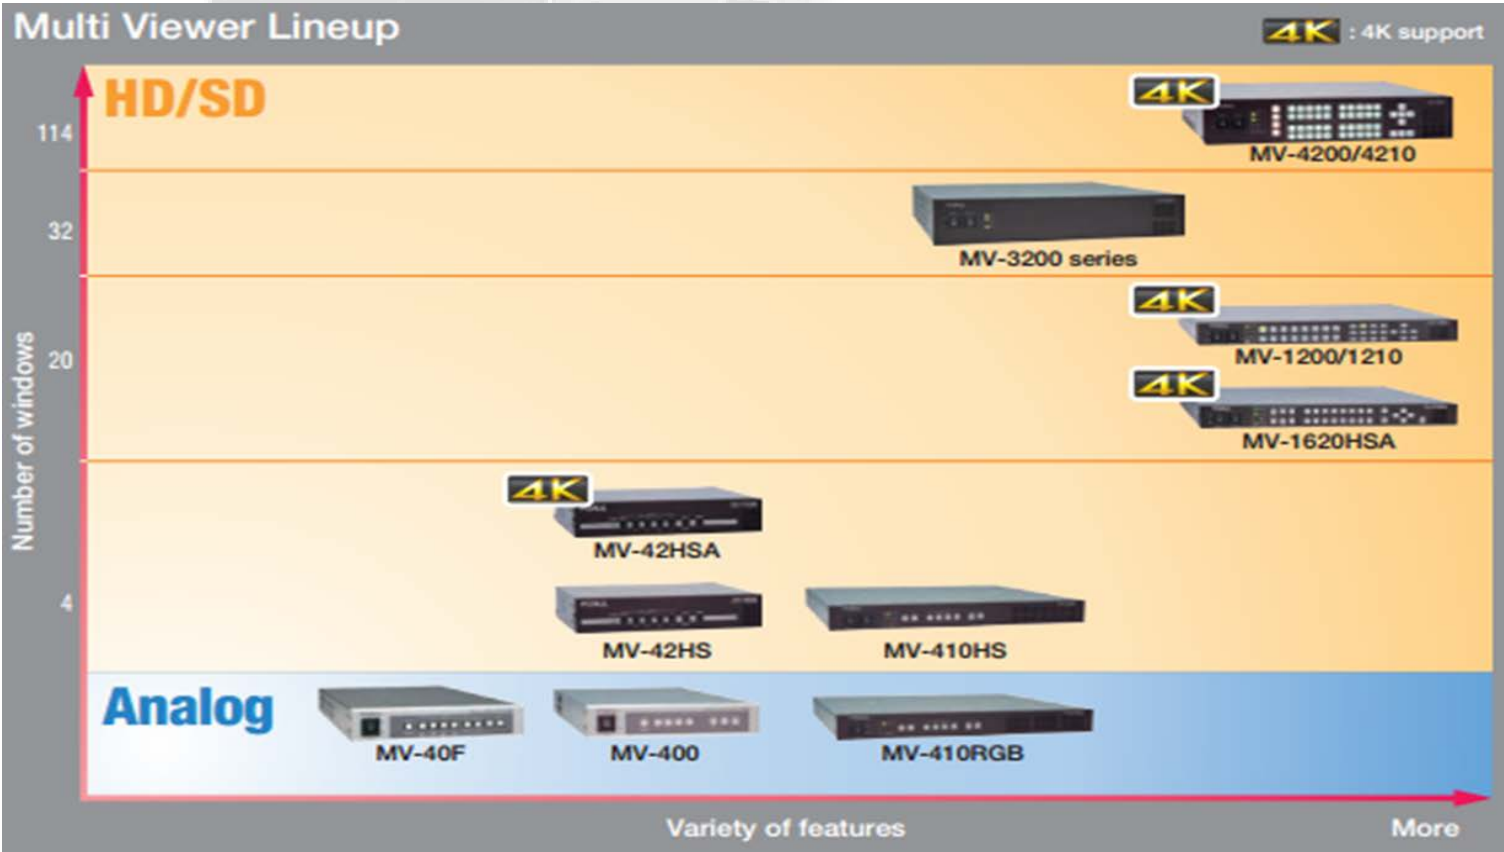 Multi Viewer Lineup
4K : 4K support
HD/SD
114
4K
MV-4200/4210
32
MV-3200 series
4K
20
MV-1200/1210
4K
MV-1620HSA
Number of windows
4K
MV-42HSA
4
MV-42HS
MV-410HS
Analog
MV-40F
MV-400
MV-410RGB
Variety of features
More